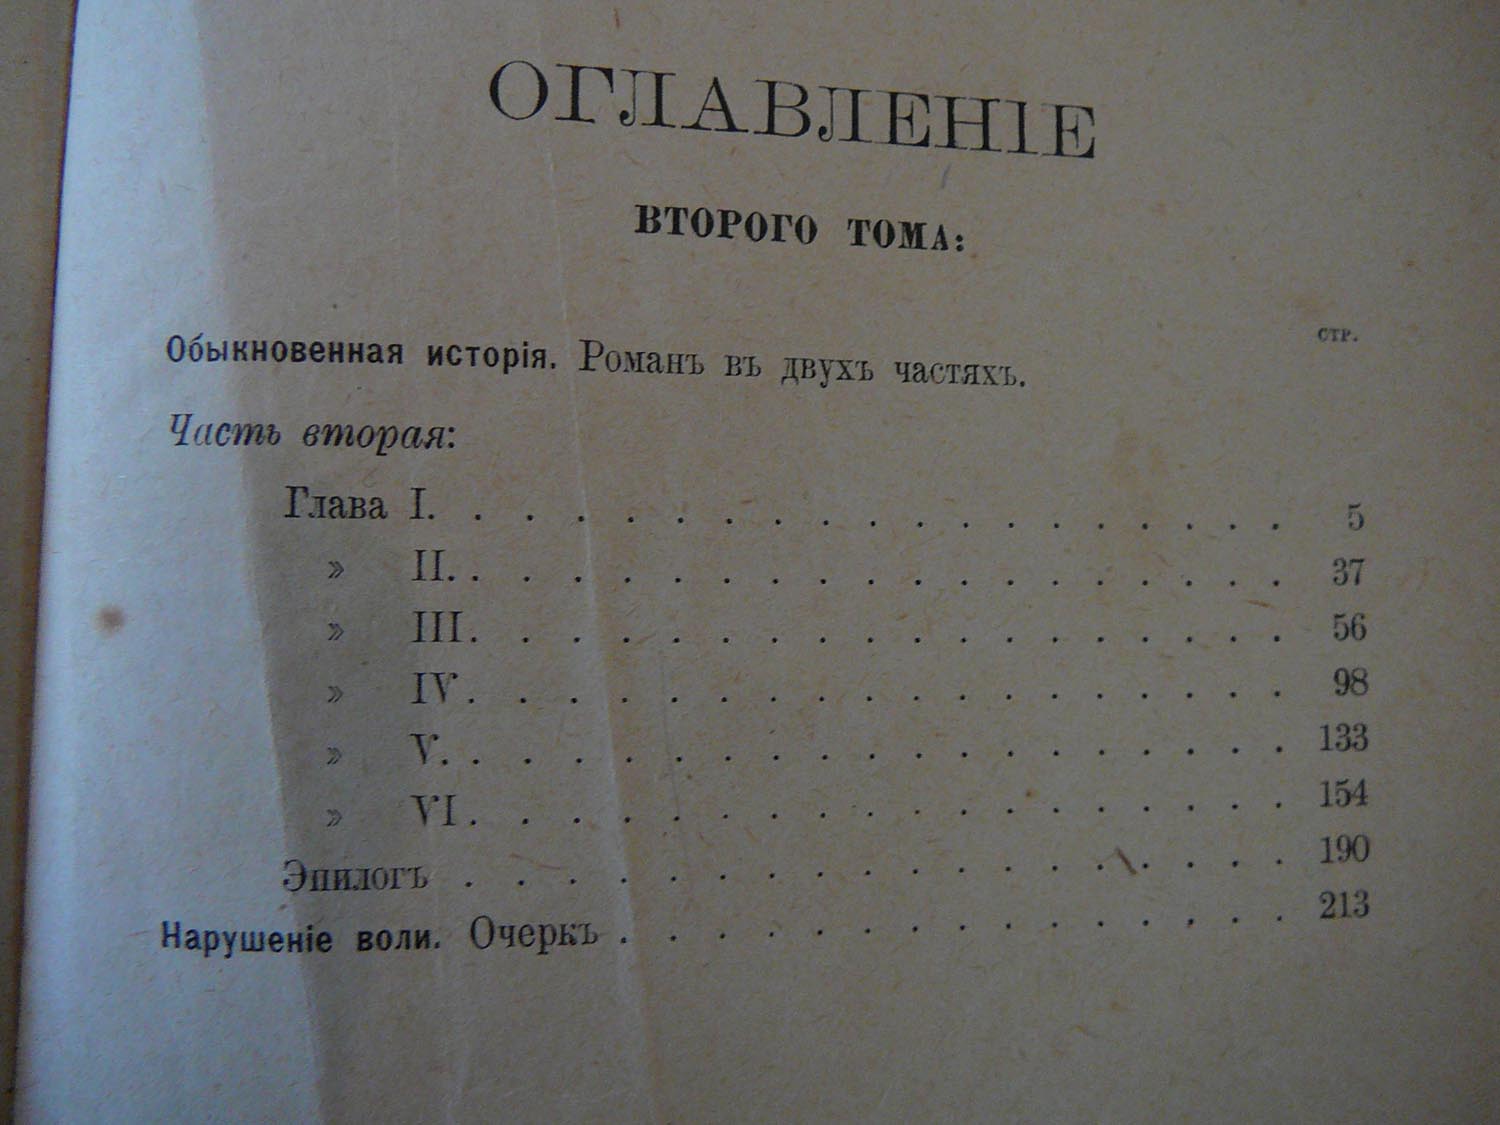 ОГЛАВЛЕНІЕ
ВТОРОГО ТОМА:
СТР.
Обыкновенная исторія. Романъ въ двухъ частяхъ.
Часть вторая:
Глава I. . . . . . . . . . . . . . . . . . . 5
» II. . . . . . . . . . . . . . . . . . . 37
» III. . . . . . . . . . . . . . . . . . 56
» IV. . . . . . . . . . . . . . . . . . 98
» V. . . . . . . . . . . . . . . . . . . 133
» VI. . . . . . . . . . . . . . . . . . 154
Эпилогъ . . . . . . . . . . . . . . . . . . 190
Нарушеніе воли. Очеркъ . . . . . . . . . . . . . . . 213